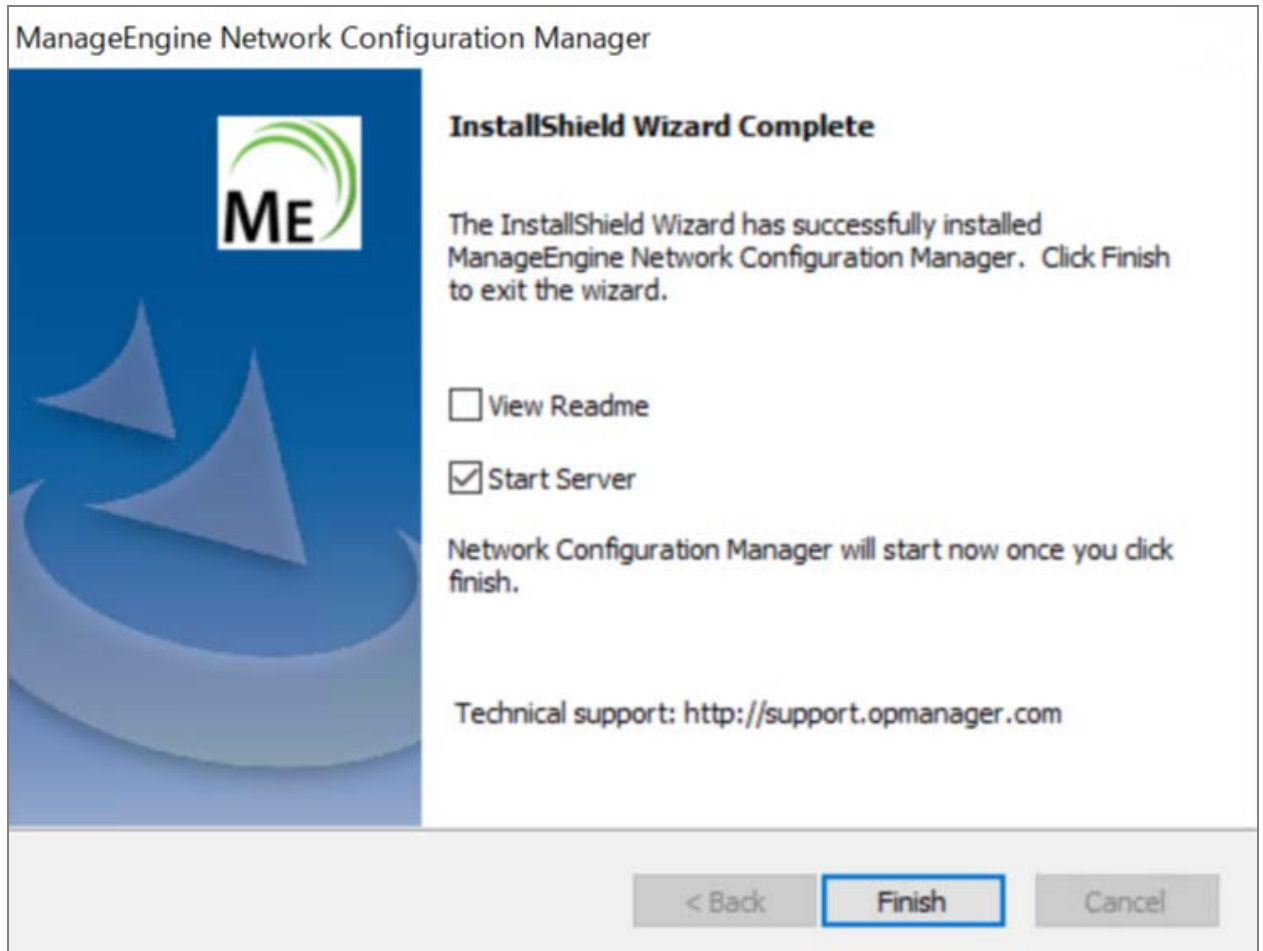 ManageEngine Network Configuration Manager
ME
InstallShield Wizard Complete
The InstallShield Wizard has successfully installed
ManageEngine Network Configuration Manager.  Click Finish
to exit the wizard.
View Readme
Start Server
Network Configuration Manager will start now once you click
finish.
Technical support: http://support.opmanager.com
< Back
Finish
Cancel